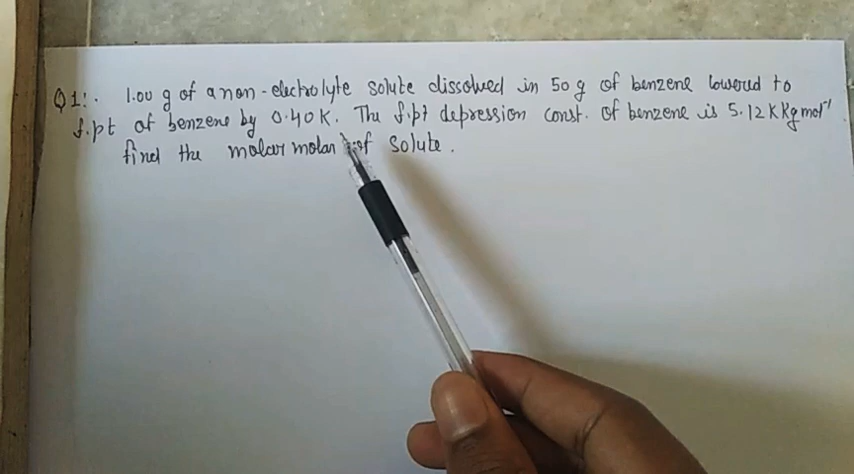 Q1:. 1.00 g of a non-electrolyte solute dissolved in 50 g of benzene lowered to
f.pt of benzene by 0.40 K. The f.pt depression const. of benzene is 5.12 K Kg mol⁻¹.
find the molar molar of solute.